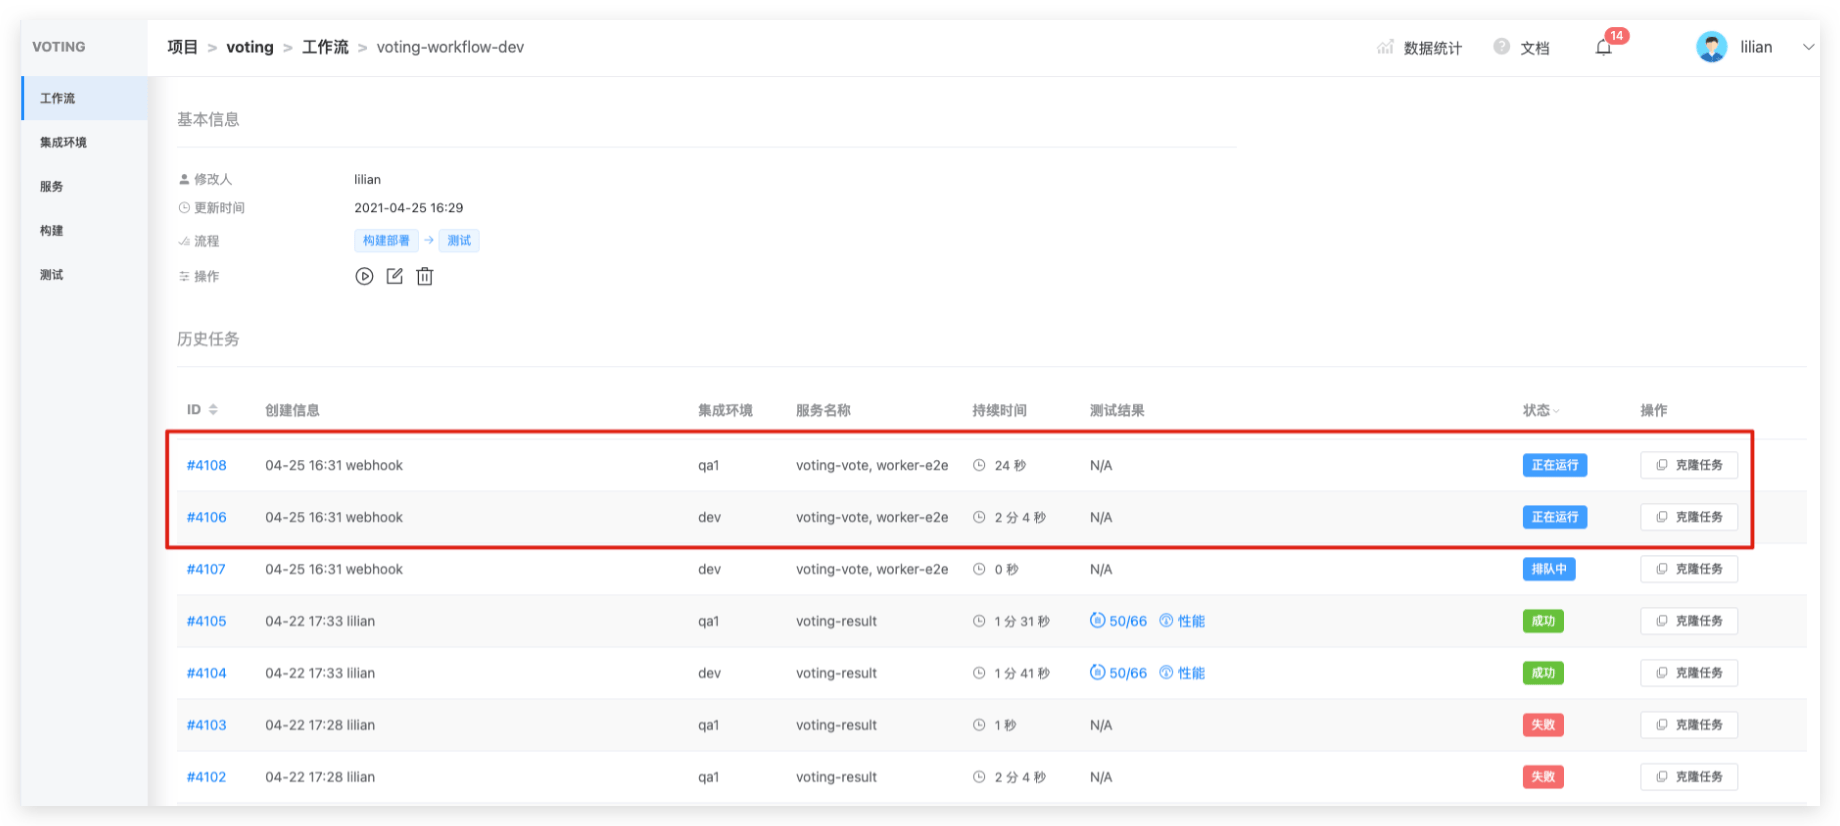 VOTING
项目 > voting > 工作流 > voting-workflow-dev
数据统计
文档
14
lilian
工作流
集成环境
服务
构建
测试
基本信息
修改人 lilian
更新时间 2021-04-25 16:29
流程 构建部署 → 测试
操作
历史任务
ID 创建信息 集成环境 服务名称 持续时间 测试结果 状态 操作
#4108 04-25 16:31 webhook qa1 voting-vote, worker-e2e 24 秒 N/A 正在运行 克隆任务
#4106 04-25 16:31 webhook dev voting-vote, worker-e2e 2 分 4 秒 N/A 正在运行 克隆任务
#4107 04-25 16:31 webhook dev voting-vote, worker-e2e 0 秒 N/A 排队中 克隆任务
#4105 04-22 17:33 lilian qa1 voting-result 1 分 31 秒 50/66 性能 成功 克隆任务
#4104 04-22 17:33 lilian dev voting-result 1 分 41 秒 50/66 性能 成功 克隆任务
#4103 04-22 17:28 lilian qa1 voting-result 1 秒 N/A 失败 克隆任务
#4102 04-22 17:28 lilian qa1 voting-result 2 分 4 秒 N/A 失败 克隆任务